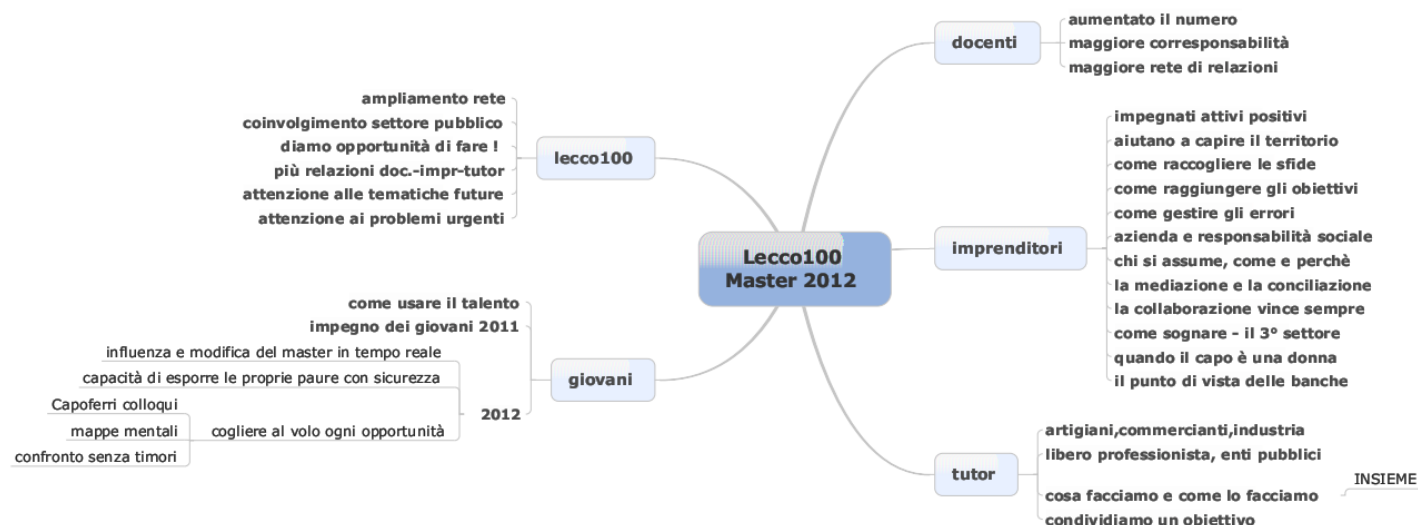 Lecco100
Master 2012
docenti
aumentato il numero
maggiore corresponsabilità
maggiore rete di relazioni
imprenditori
impegnati attivi positivi
aiutano a capire il territorio
come raccogliere le sfide
come raggiungere gli obiettivi
come gestire gli errori
azienda e responsabilità sociale
chi si assume, come e perchè
la mediazione e la conciliazione
la collaborazione vince sempre
come sognare - il 3° settore
quando il capo è una donna
il punto di vista delle banche
tutor
artigiani,commercianti,industria
libero professionista, enti pubblici
cosa facciamo e come lo facciamo
INSIEME
condividiamo un obiettivo
lecco100
ampliamento rete
coinvolgimento settore pubblico
diamo opportunità di fare !
più relazioni doc.-impr-tutor
attenzione alle tematiche future
attenzione ai problemi urgenti
giovani
come usare il talento
impegno dei giovani 2011
2012
influenza e modifica del master in tempo reale
capacità di esporre le proprie paure con sicurezza
cogliere al volo ogni opportunità
Capoferri colloqui
mappe mentali
confronto senza timori